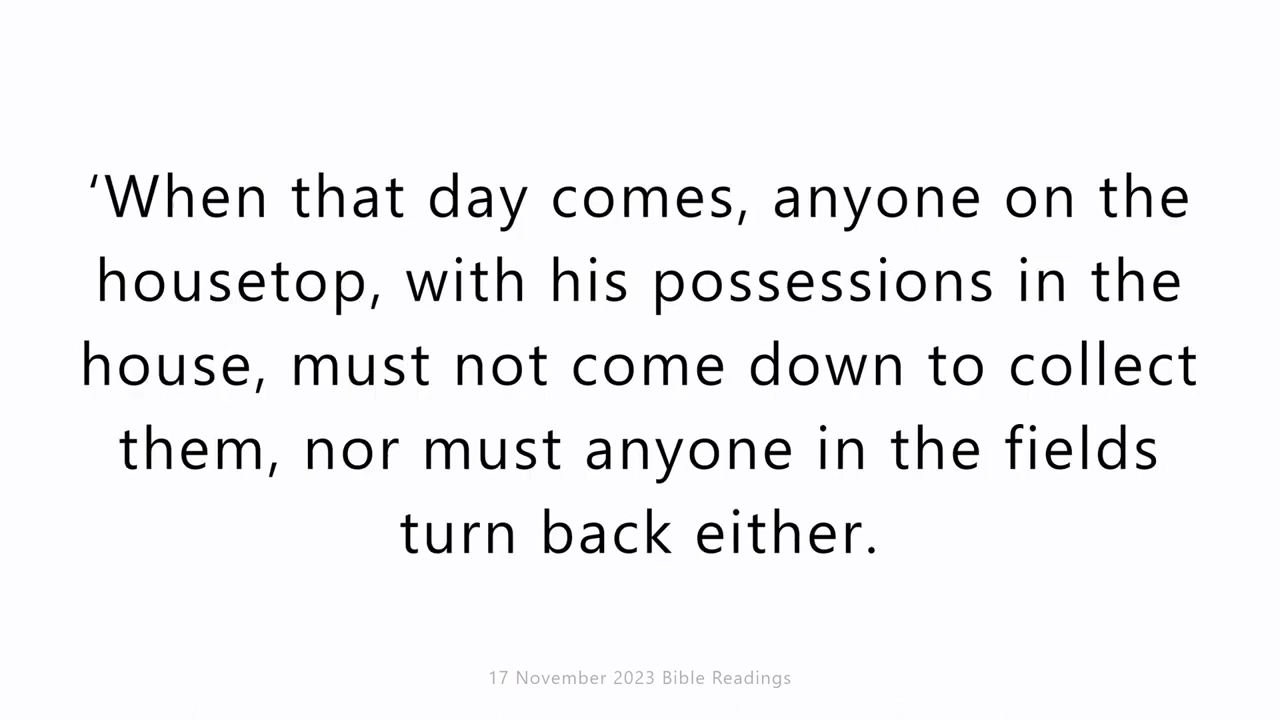 ‘When that day comes, anyone on the
housetop, with his possessions in the
house, must not come down to collect
them, nor must anyone in the fields
turn back either.
17 November 2023 Bible Readings